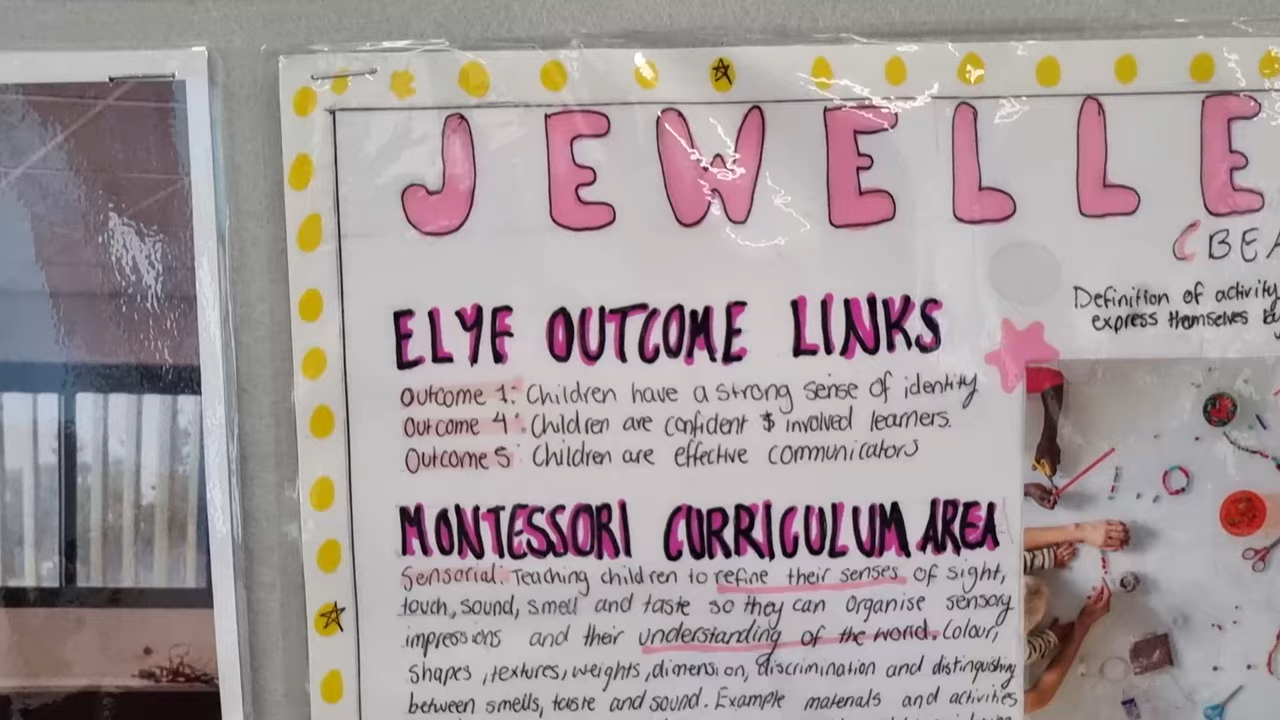 JEWELLE
CBEA
Definition of activity
express themselves
ELYF OUTCOME LINKS
Outcome 1: Children have a strong sense of identity
Outcome 4: Children are confident $ involved learners.
Outcome 5: Children are effective communicators
MONTESSORI CURRICULUM AREA
Sensorial: Teaching children to refine their senses of sight,
touch, sound, smell and taste so they can organise sensory
impressions and their understanding of the world. Colour,
shapes, textures, weights, dimension, discrimination and distinguishing
between smells, taste and sound. Example materials and activities